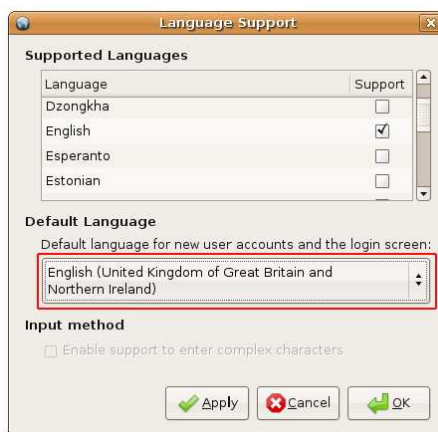 Language Support
Supported Languages
Language Support
Dzongkha
English
Esperanto
Estonian
Default Language
Default language for new user accounts and the login screen:
English (United Kingdom of Great Britain and
Northern Ireland)
Input method
Enable support to enter complex characters
Apply Cancel OK